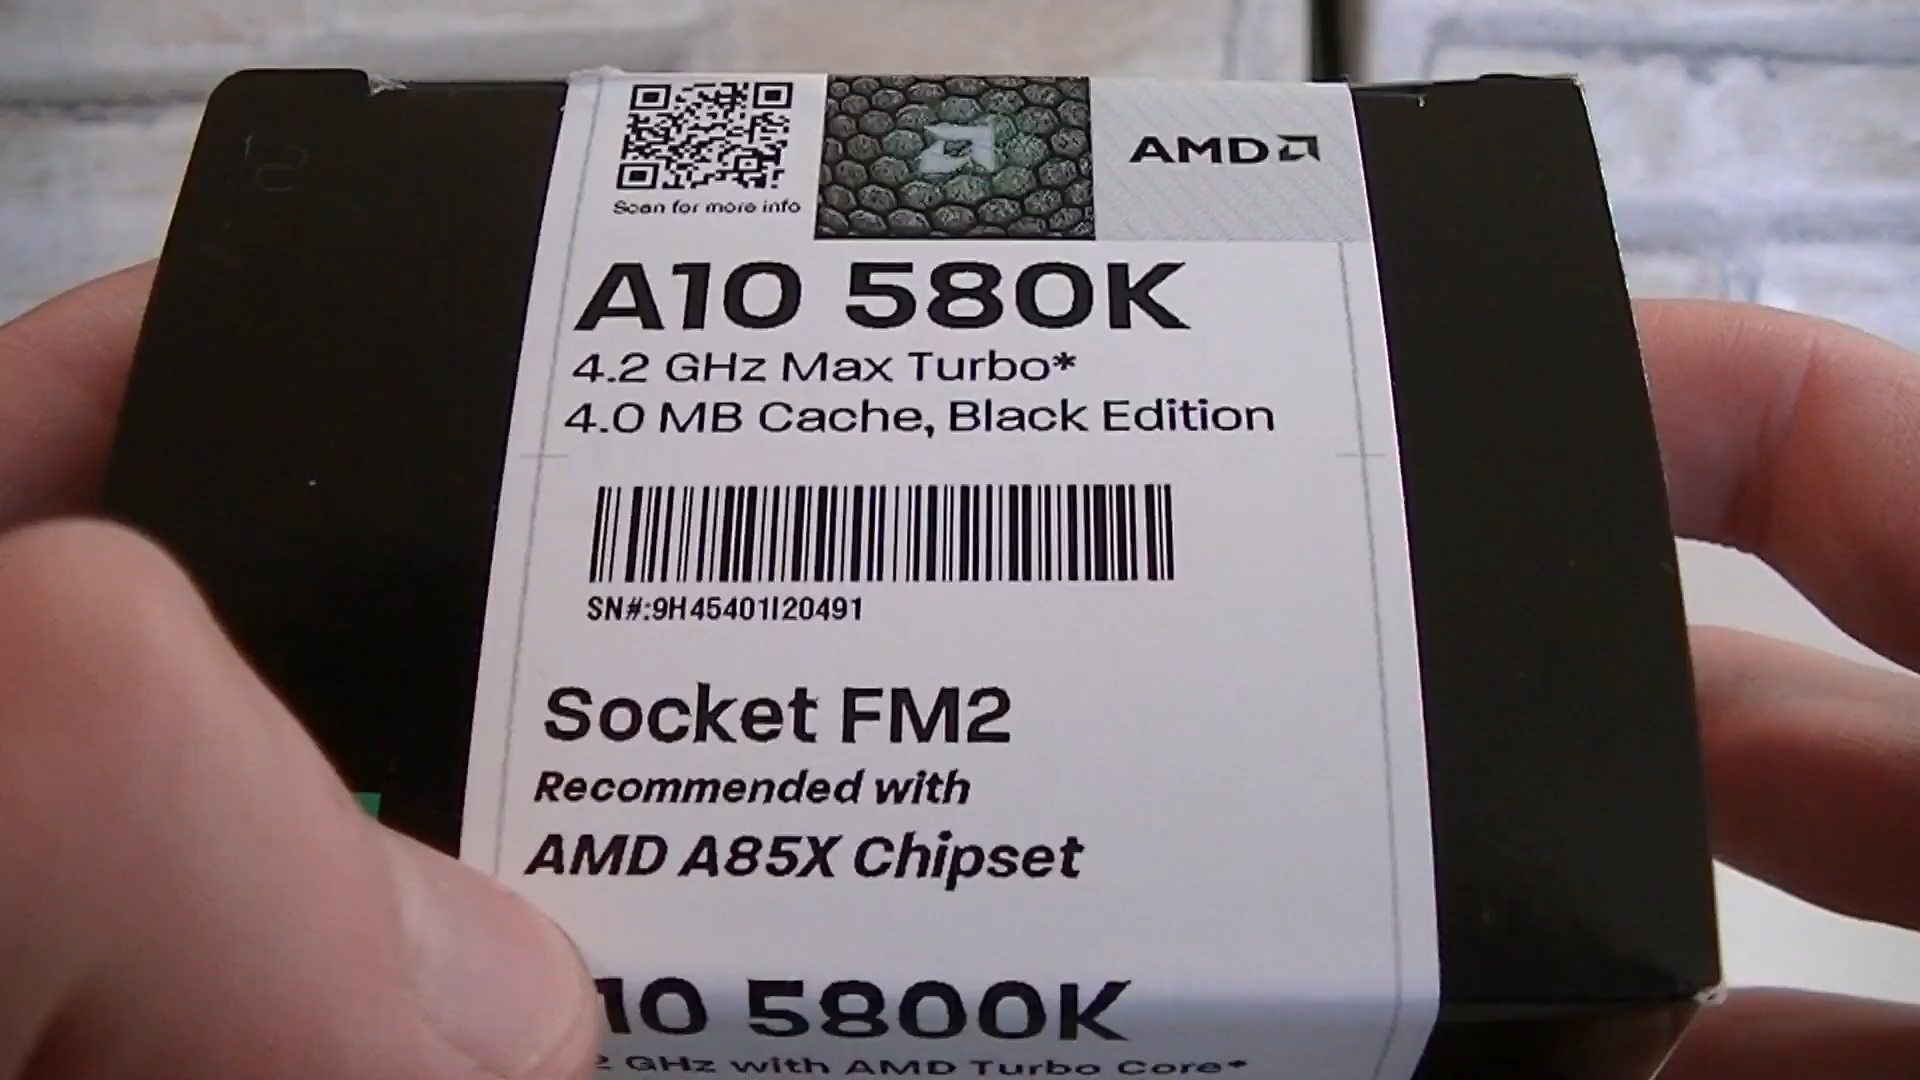 Scan for more info
AMD
A10 580K
4.2 GHz Max Turbo*
4.0 MB Cache, Black Edition
SN#:9H45401I20491
Socket FM2
Recommended with
AMD A85X Chipset
10 5800K
2 GHz with AMD Turbo Core*